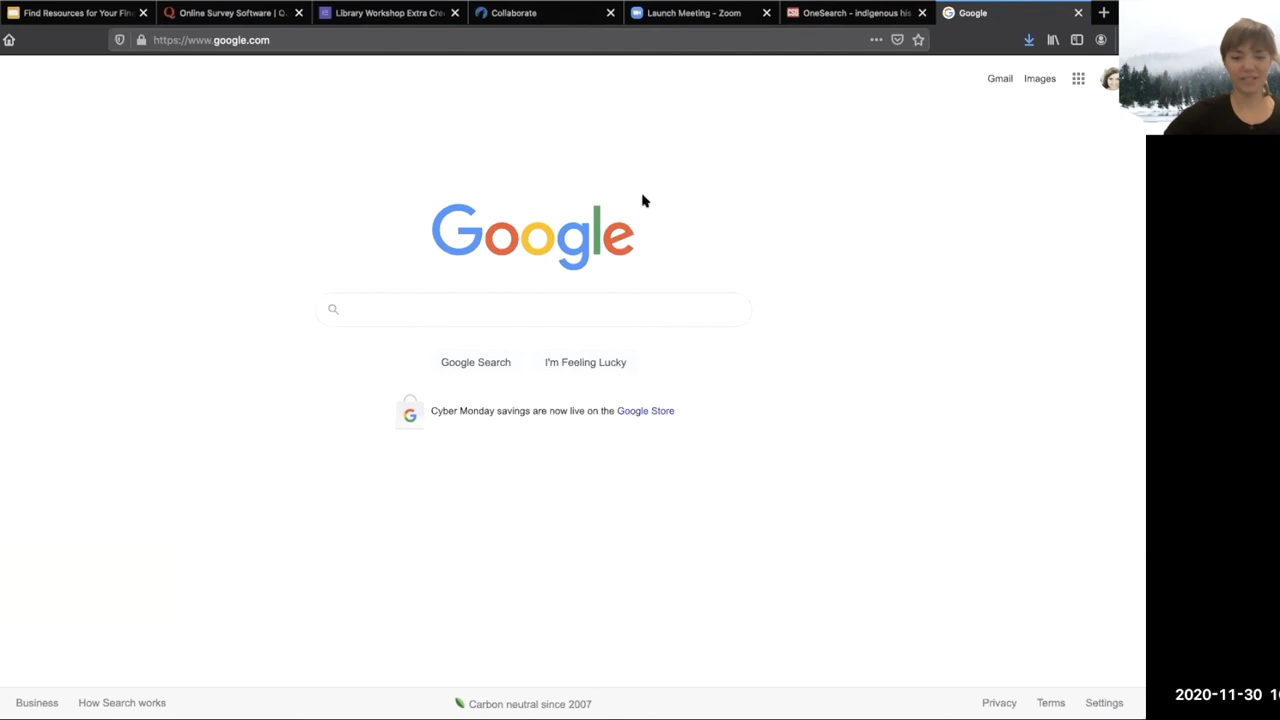 Find Resources for Your Fin
Online Survey Software | Q
Library Workshop Extra Cre
Collaborate
Launch Meeting - Zoom
OneSearch - indigenous his
Google
https://www.google.com
Gmail
Images
Google
Google Search
I'm Feeling Lucky
Cyber Monday savings are now live on the Google Store
Business
How Search works
Carbon neutral since 2007
Privacy
Terms
Settings
2020-11-30